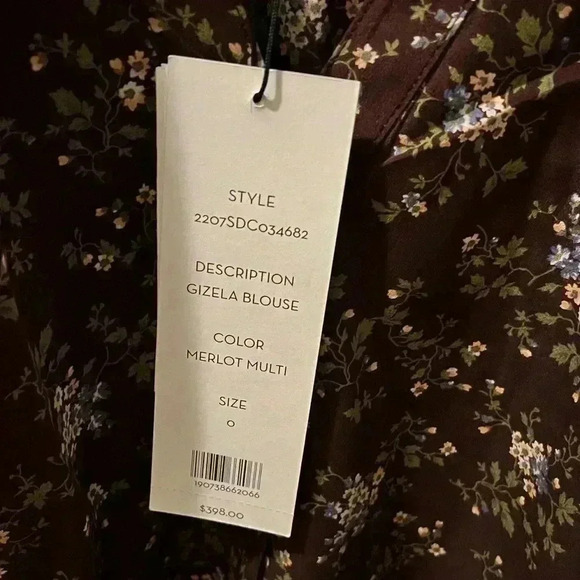 STYLE
2207SDC034682
DESCRIPTION
GIZELA BLOUSE
COLOR
MERLOT MULTI
SIZE
0
190738662066
$398.00